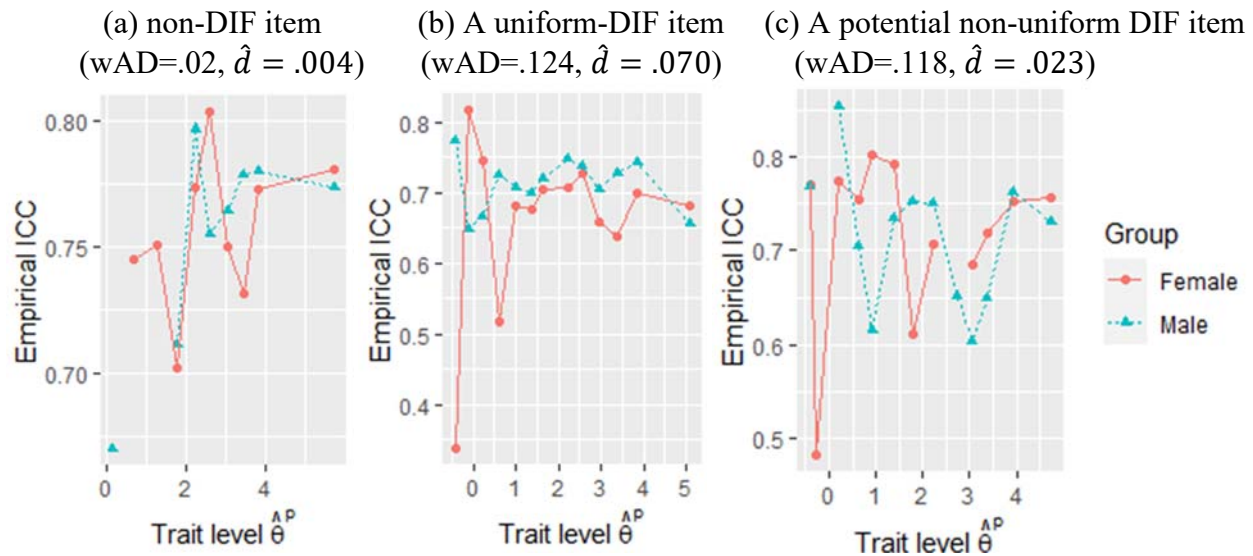 (a) non-DIF item
(wAD=.02, d̂ = .004)
(b) A uniform-DIF item
(wAD=.124, d̂ = .070)
(c) A potential non-uniform DIF item
(wAD=.118, d̂ = .023)
Empirical ICC
0.80
0.75
0.70
0 2 4
Trait level θ̂ᵖ
Empirical ICC
0.8
0.7
0.6
0.5
0.4
0 1 2 3 4 5
Trait level θ̂ᵖ
Empirical ICC
0.8
0.7
0.6
0.5
0 1 2 3 4
Trait level θ̂ᵖ
Group
Female
Male